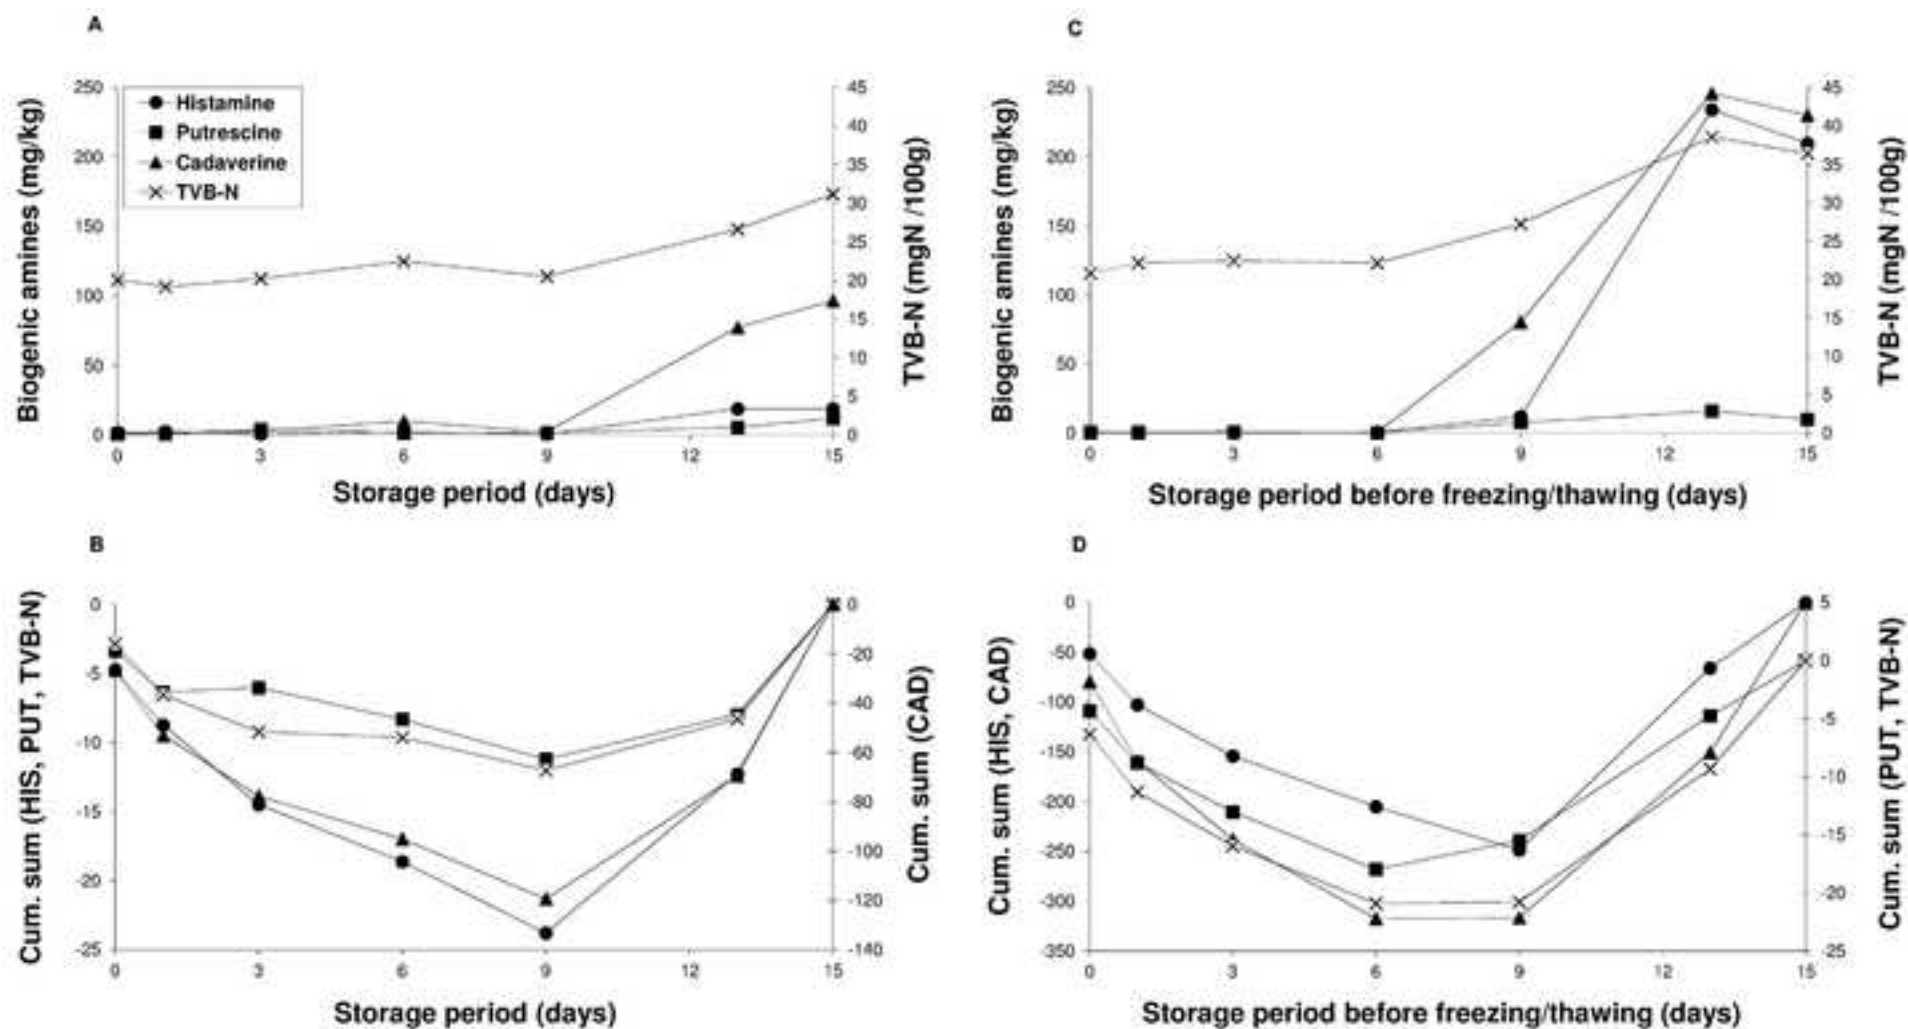 A
Biogenic amines (mg/kg)
250
200
150
100
50
0
Histamine
Putrescine
Cadaverine
TVB-N
45
40
35
30
25
20
15
10
5
0
TVB-N (mgN /100g)
0 3 6 9 12 15
Storage period (days)
C
Biogenic amines (mg/kg)
250
200
150
100
50
0
45
40
35
30
25
20
15
10
5
0
TVB-N (mgN /100g)
0 3 6 9 12 15
Storage period before freezing/thawing (days)
B
Cum. sum (HIS, PUT, TVB-N)
0
-5
-10
-15
-20
-25
0
-20
-40
-60
-80
-100
-120
-140
Cum. sum (CAD)
0 3 6 9 12 15
Storage period (days)
D
Cum. sum (HIS, CAD)
0
-50
-100
-150
-200
-250
-300
-350
5
0
-5
-10
-15
-20
-25
Cum. sum (PUT, TVB-N)
0 3 6 9 12 15
Storage period before freezing/thawing (days)